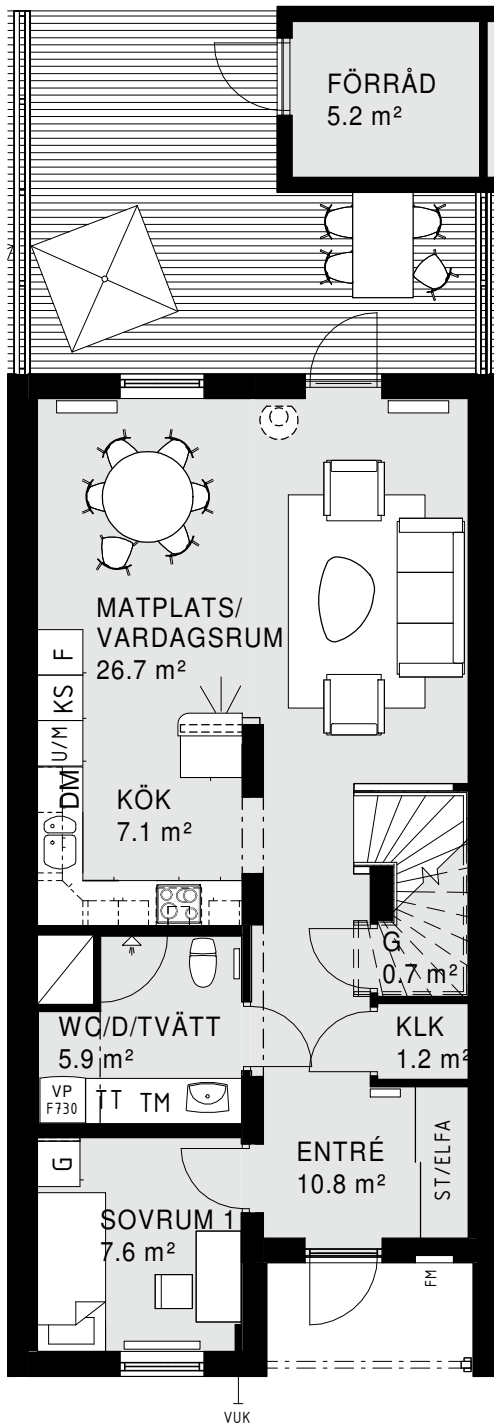 FÖRRÅD
5.2 m²
MATPLATS/
VARDAGSRUM
26.7 m²
F
KS
U/M
DM
KÖK
7.1 m²
G
0.7 m²
WC/D/TVÄTT
5.9 m²
KLK
1.2 m²
VP
F730
TT
TM
ENTRÉ
10.8 m²
ST/ELFA
G
SOVRUM 1
7.6 m²
FM
VUK